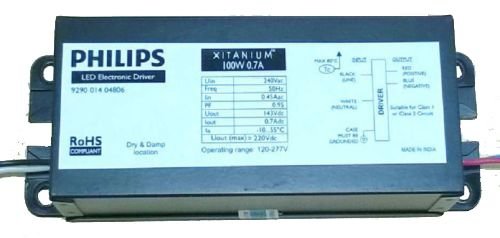 PHILIPS
LED Electronic Driver
9290 014 04806
RoHS
COMPLIANT
Dry & Damp
location
XITANIUM™
100W 0.7A
Uin 240Vac
Freq 50Hz
Iin 0.45Aac
PF 0.95
Uout 143Vdc
Iout 0.7Adc
ta -10..55°C
Uout (max) = 220Vdc
Operating range: 120-277V
MAX 80°C
Tc
INPUT
OUTPUT
BLACK
(LINE)
WHITE
(NEUTRAL)
CASE
MUST BE
GROUNDED
DRIVER
RED
(POSITIVE)
BLUE
(NEGATIVE)
Suitable for Class 1
or Class 2 Circuit
MADE IN INDIA